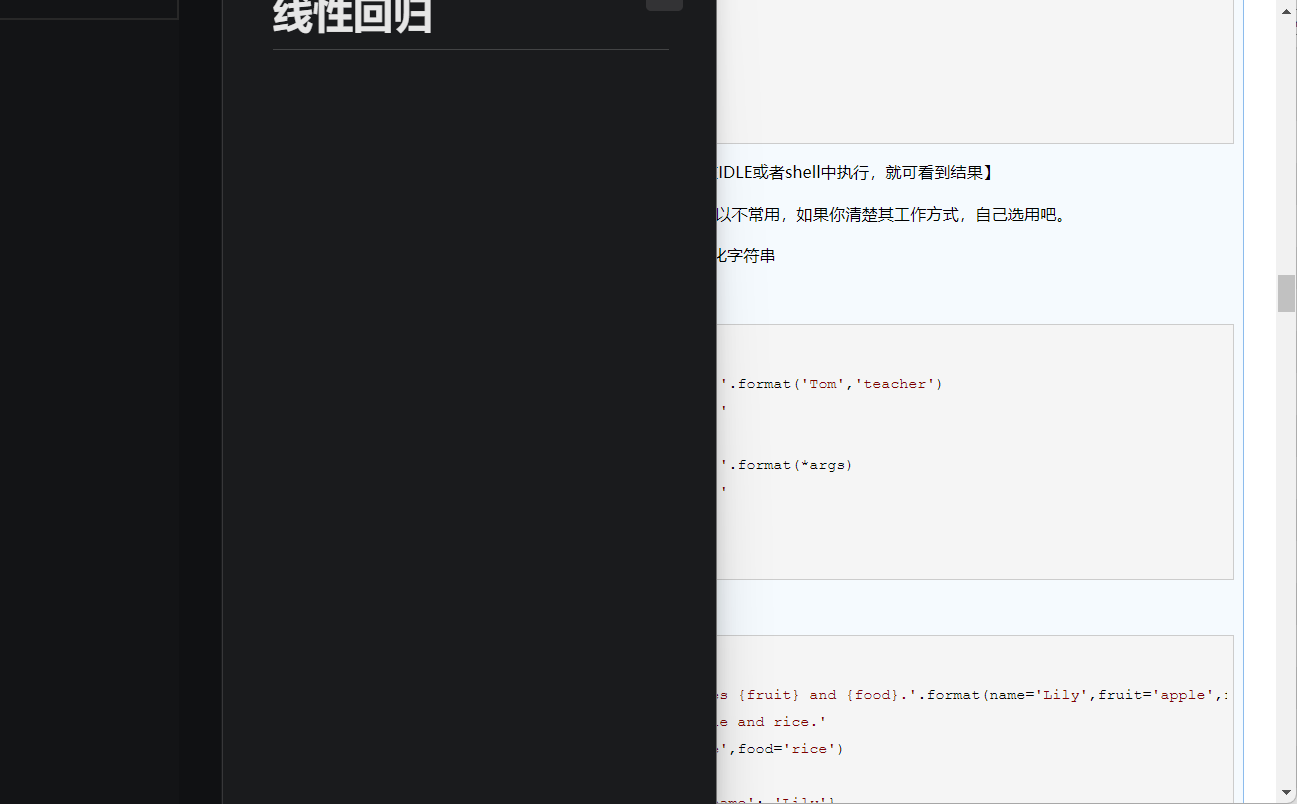 线性回归
IDLE或者shell中执行，就可看到结果】
以不常用，如果你清楚其工作方式，自己选用吧。
化字符串
'.format('Tom','teacher')
'
'.format(*args)
'
es {fruit} and {food}.'.format(name='Lily',fruit='apple',
le and rice.'
',food='rice')
name': 'Lily'}